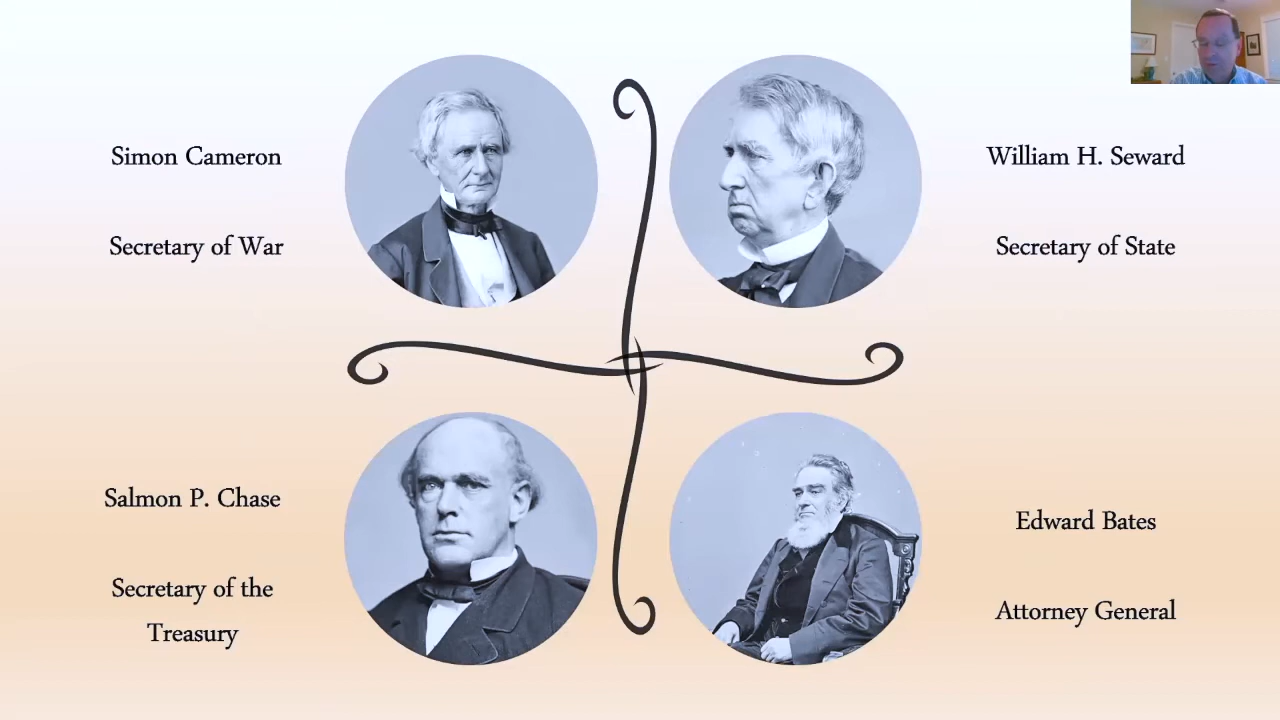 Simon Cameron
Secretary of War
William H. Seward
Secretary of State
Salmon P. Chase
Secretary of the
Treasury
Edward Bates
Attorney General